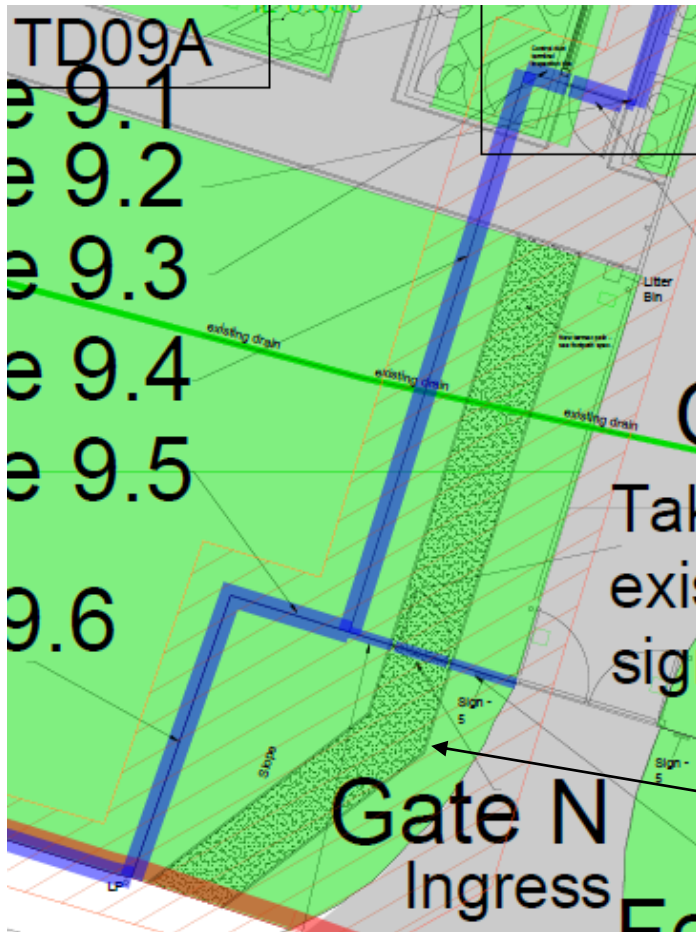 TD09A
e 9.1
e 9.2
e 9.3
Litter
Bin
existing drain
e 9.4
existing drain
existing drain
e 9.5
Tak
exis
sig
9.6
Sign -
5
Slope
Sign -
5
Gate N
Ingress
LP